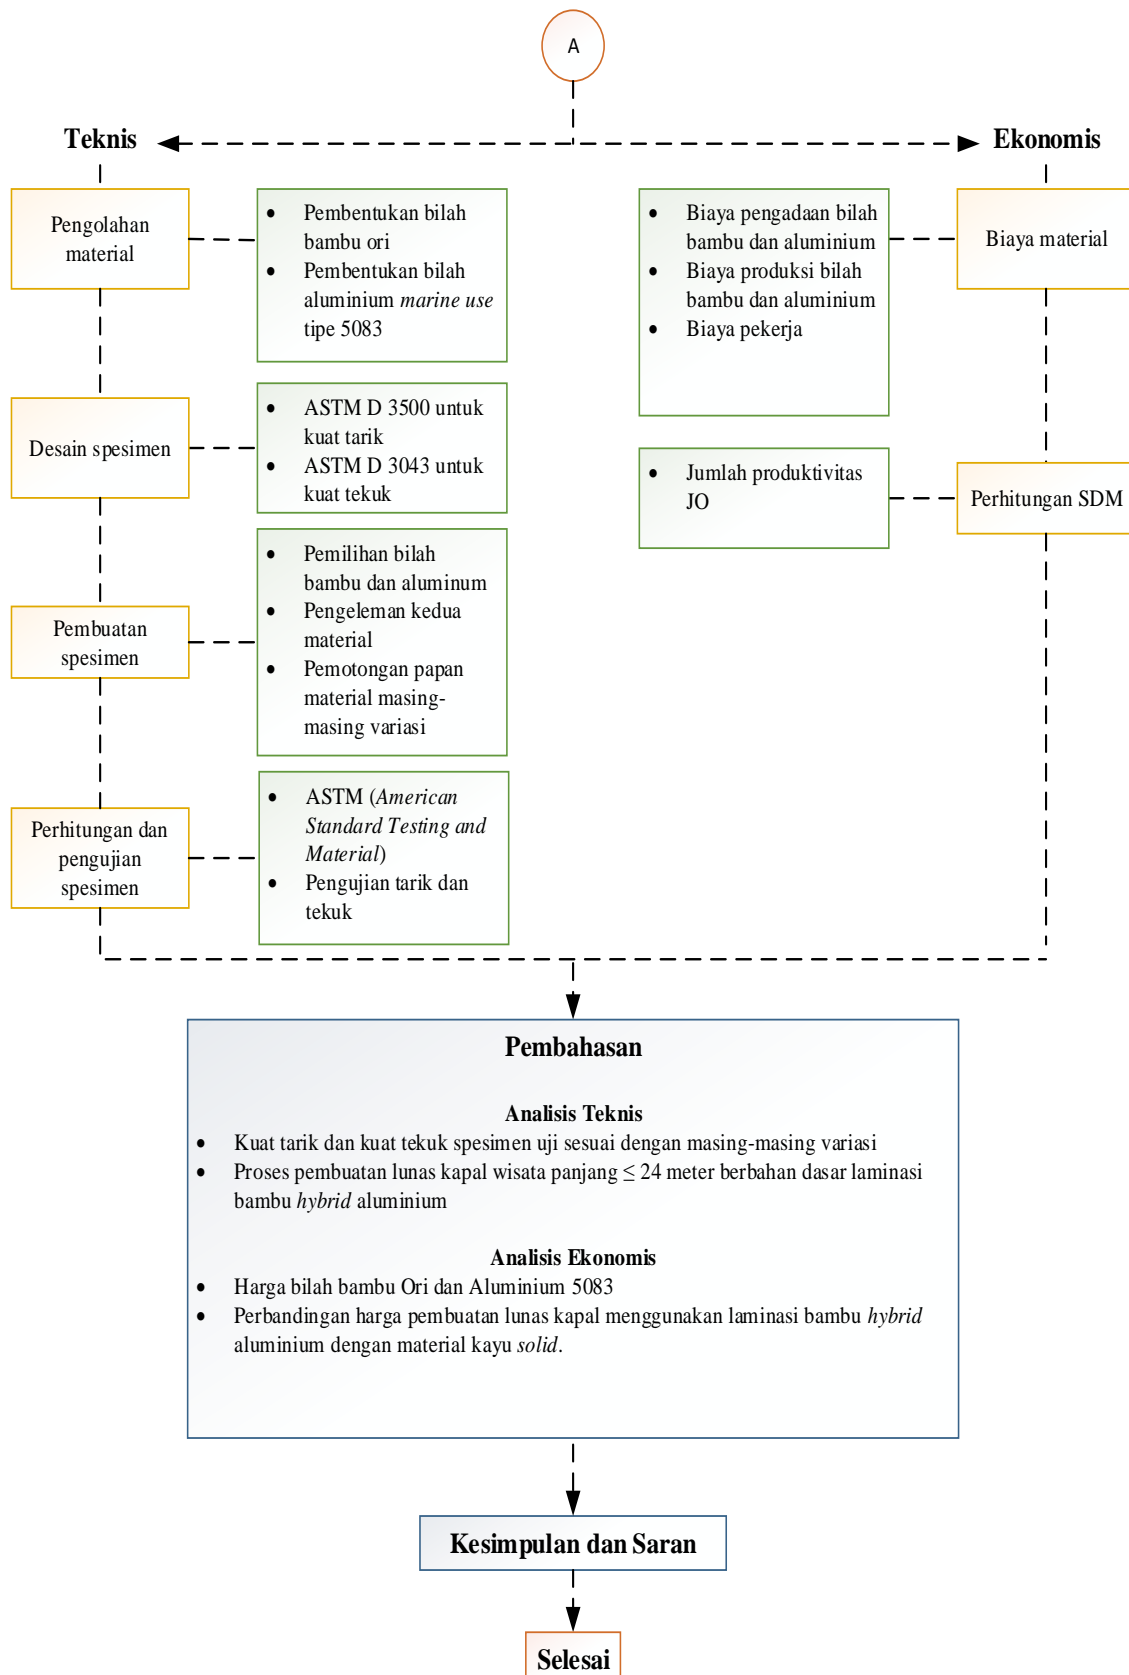 A
Teknis
Ekonomis
Pengolahan
material
• Pembentukan bilah
bambu ori
• Pembentukan bilah
aluminium marine use
tipe 5083
• Biaya pengadaan bilah
bambu dan aluminium
• Biaya produksi bilah
bambu dan aluminium
• Biaya pekerja
Biaya material
Desain spesimen
• ASTM D 3500 untuk
kuat tarik
• ASTM D 3043 untuk
kuat tekuk
• Jumlah produktivitas
JO
Perhitungan SDM
Pembuatan
spesimen
• Pemilihan bilah
bambu dan aluminum
• Pengeleman kedua
material
• Pemotongan papan
material masing-
masing variasi
Perhitungan dan
pengujian
spesimen
• ASTM (American
Standard Testing and
Material)
• Pengujian tarik dan
tekuk
Pembahasan
Analisis Teknis
• Kuat tarik dan kuat tekuk spesimen uji sesuai dengan masing-masing variasi
• Proses pembuatan lunas kapal wisata panjang ≤ 24 meter berbahan dasar laminasi
bambu hybrid aluminium
Analisis Ekonomis
• Harga bilah bambu Ori dan Aluminium 5083
• Perbandingan harga pembuatan lunas kapal menggunakan laminasi bambu hybrid
aluminium dengan material kayu solid.
Kesimpulan dan Saran
Selesai